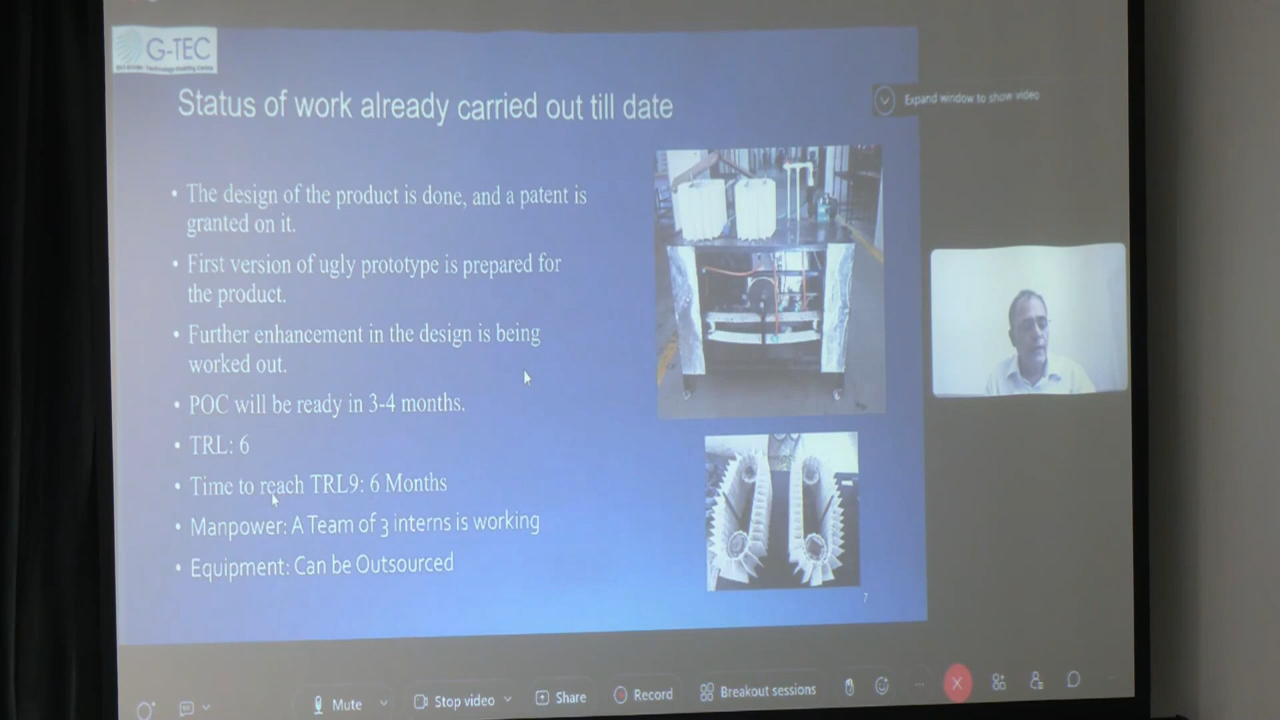 G-TEC
Status of work already carried out till date
Expand window to show video
• The design of the product is done, and a patent is
granted on it.
• First version of ugly prototype is prepared for
the product.
• Further enhancement in the design is being
worked out.
• POC will be ready in 3-4 months.
• TRL: 6
• Time to reach TRL9: 6 Months
• Manpower: A Team of 3 interns is working
• Equipment: Can be Outsourced
7
Mute
Stop video
Share
Record
Breakout sessions